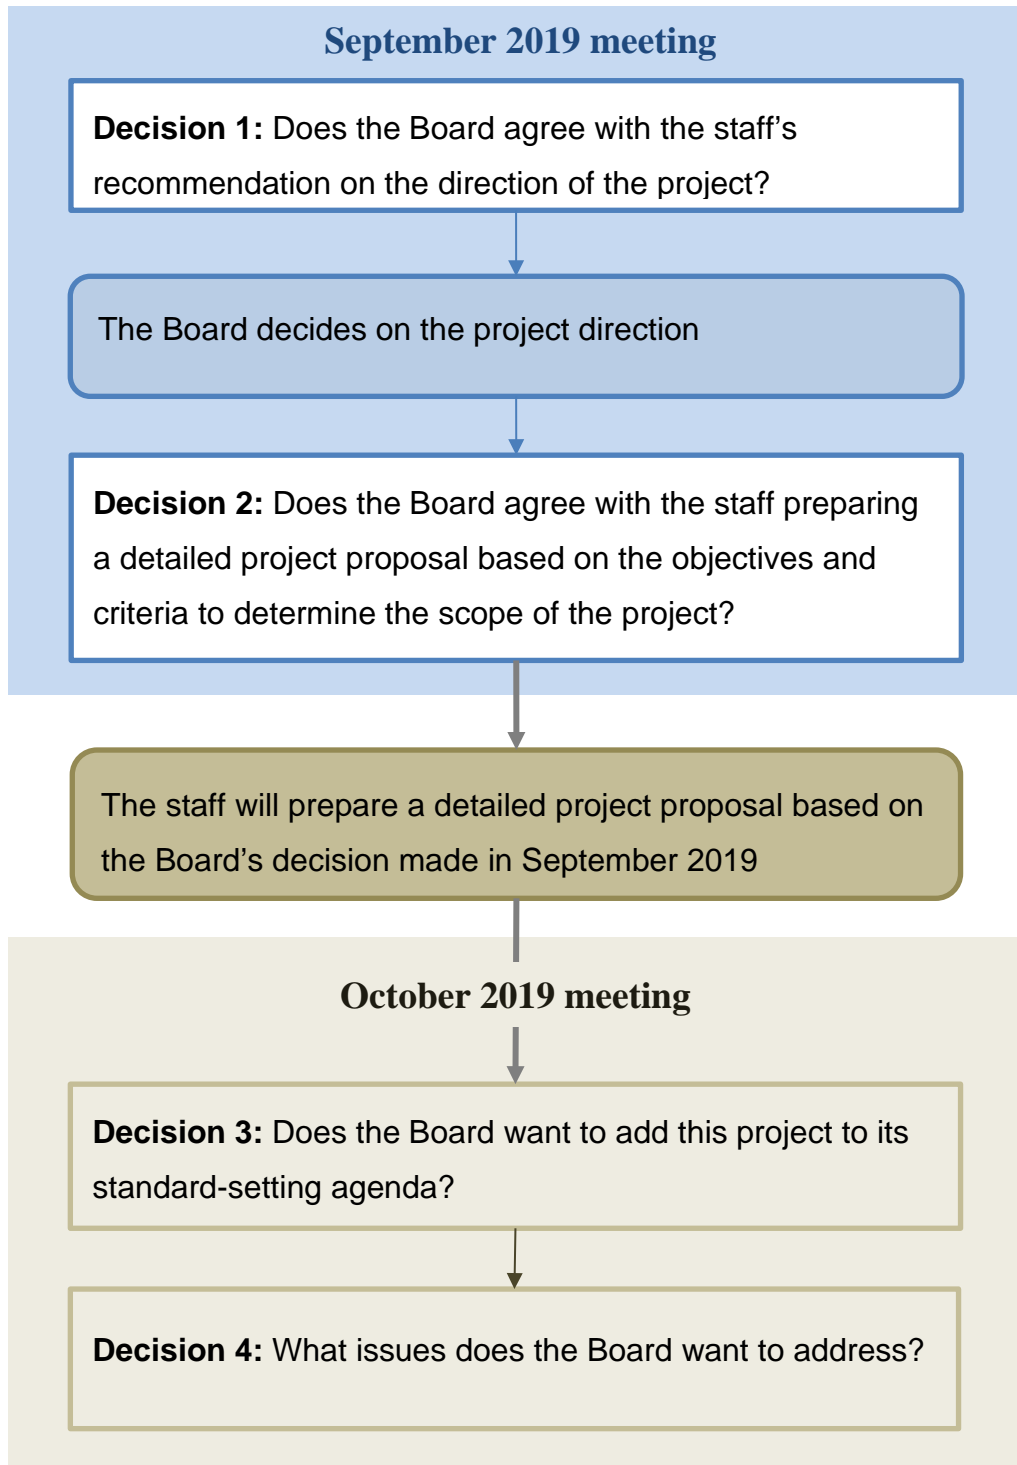 September 2019 meeting
Decision 1: Does the Board agree with the staff’s
recommendation on the direction of the project?
The Board decides on the project direction
Decision 2: Does the Board agree with the staff preparing
a detailed project proposal based on the objectives and
criteria to determine the scope of the project?
The staff will prepare a detailed project proposal based on
the Board’s decision made in September 2019
October 2019 meeting
Decision 3: Does the Board want to add this project to its
standard-setting agenda?
Decision 4: What issues does the Board want to address?